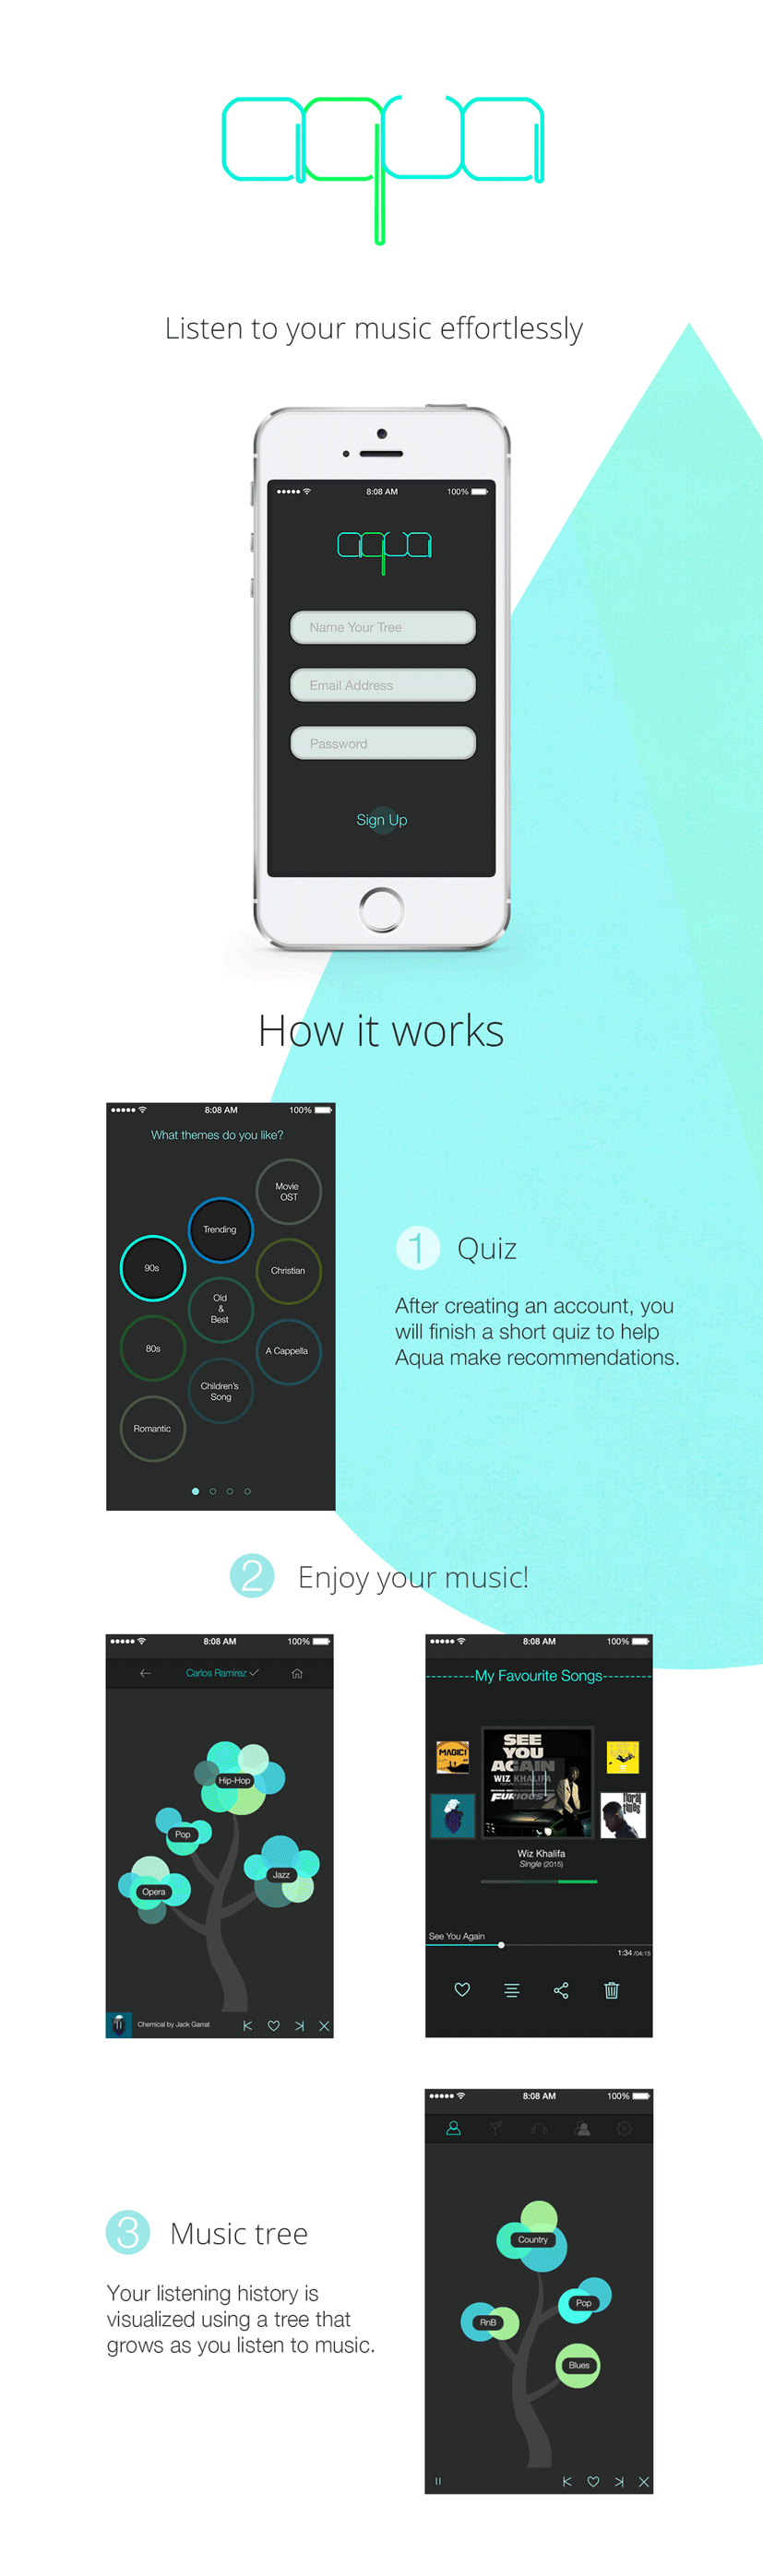 aqua
Listen to your music effortlessly
8:08 AM
100%
aqua
Name Your Tree
Email Address
Password
Sign Up
How it works
8:08 AM
100%
What themes do you like?
Movie
OST
Trending
90s
Christian
Old
&
Best
80s
A Cappella
Children's
Song
Romantic
1 Quiz
After creating an account, you
will finish a short quiz to help
Aqua make recommendations.
2 Enjoy your music!
8:08 AM
100%
Carlos Ramirez
Hip-Hop
Pop
Jazz
Opera
Chemical by Jack Garrat
8:08 AM
100%
My Favourite Songs
MAGIC!
SEE
YOU
AGAIN
WIZ KHALIFA
FURIOUS 7
Wiz Khalifa
Single (2015)
See You Again
1:34 /04:15
8:08 AM
100%
Country
Pop
RnB
Blues
3 Music tree
Your listening history is
visualized using a tree that
grows as you listen to music.